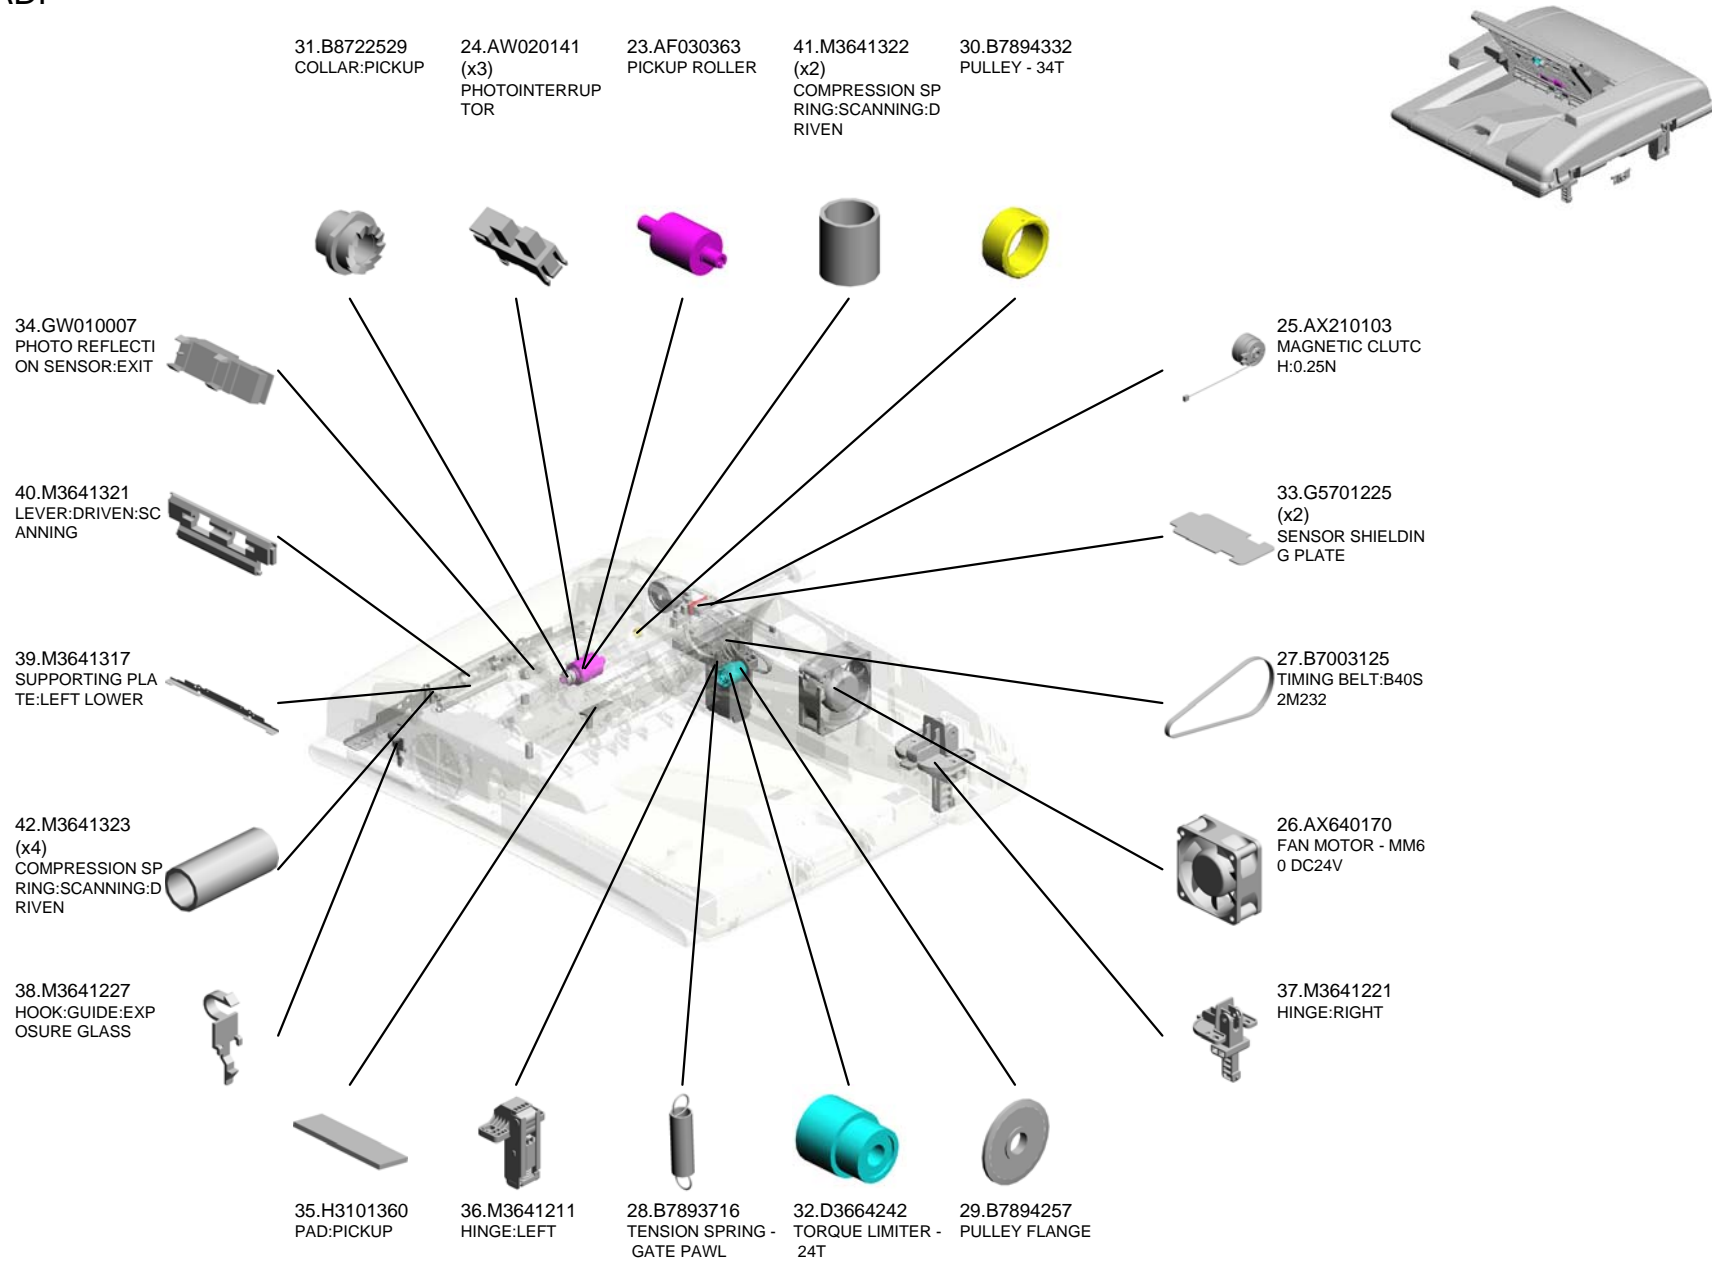 ADF
31.B8722529
COLLAR:PICKUP
24.AW020141
(x3)
PHOTOINTERRUP
TOR
23.AF030363
PICKUP ROLLER
41.M3641322
(x2)
COMPRESSION SP
RING:SCANNING:D
RIVEN
30.B7894332
PULLEY - 34T
34.GW010007
PHOTO REFLECTI
ON SENSOR:EXIT
25.AX210103
MAGNETIC CLUTC
H:0.25N
40.M3641321
LEVER:DRIVEN:SC
ANNING
33.G5701225
(x2)
SENSOR SHIELDIN
G PLATE
39.M3641317
SUPPORTING PLA
TE:LEFT LOWER
27.B7003125
TIMING BELT:B40S
2M232
42.M3641323
(x4)
COMPRESSION SP
RING:SCANNING:D
RIVEN
26.AX640170
FAN MOTOR - MM6
0 DC24V
38.M3641227
HOOK:GUIDE:EXP
OSURE GLASS
37.M3641221
HINGE:RIGHT
35.H3101360
PAD:PICKUP
36.M3641211
HINGE:LEFT
28.B7893716
TENSION SPRING -
GATE PAWL
32.D3664242
TORQUE LIMITER -
24T
29.B7894257
PULLEY FLANGE